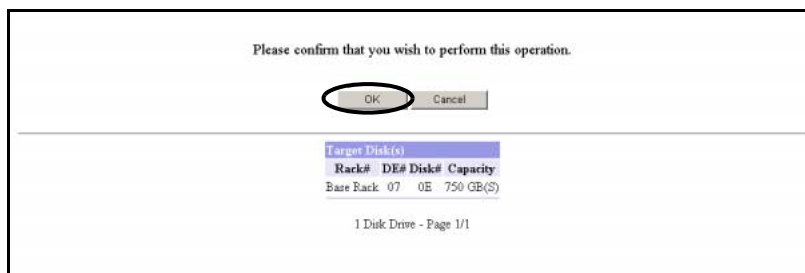 Please confirm that you wish to perform this operation.
OK Cancel
Target Disk(s)
Rack# DE# Disk# Capacity
Base Rack 07 0E 750 GB(S)
1 Disk Drive - Page 1/1